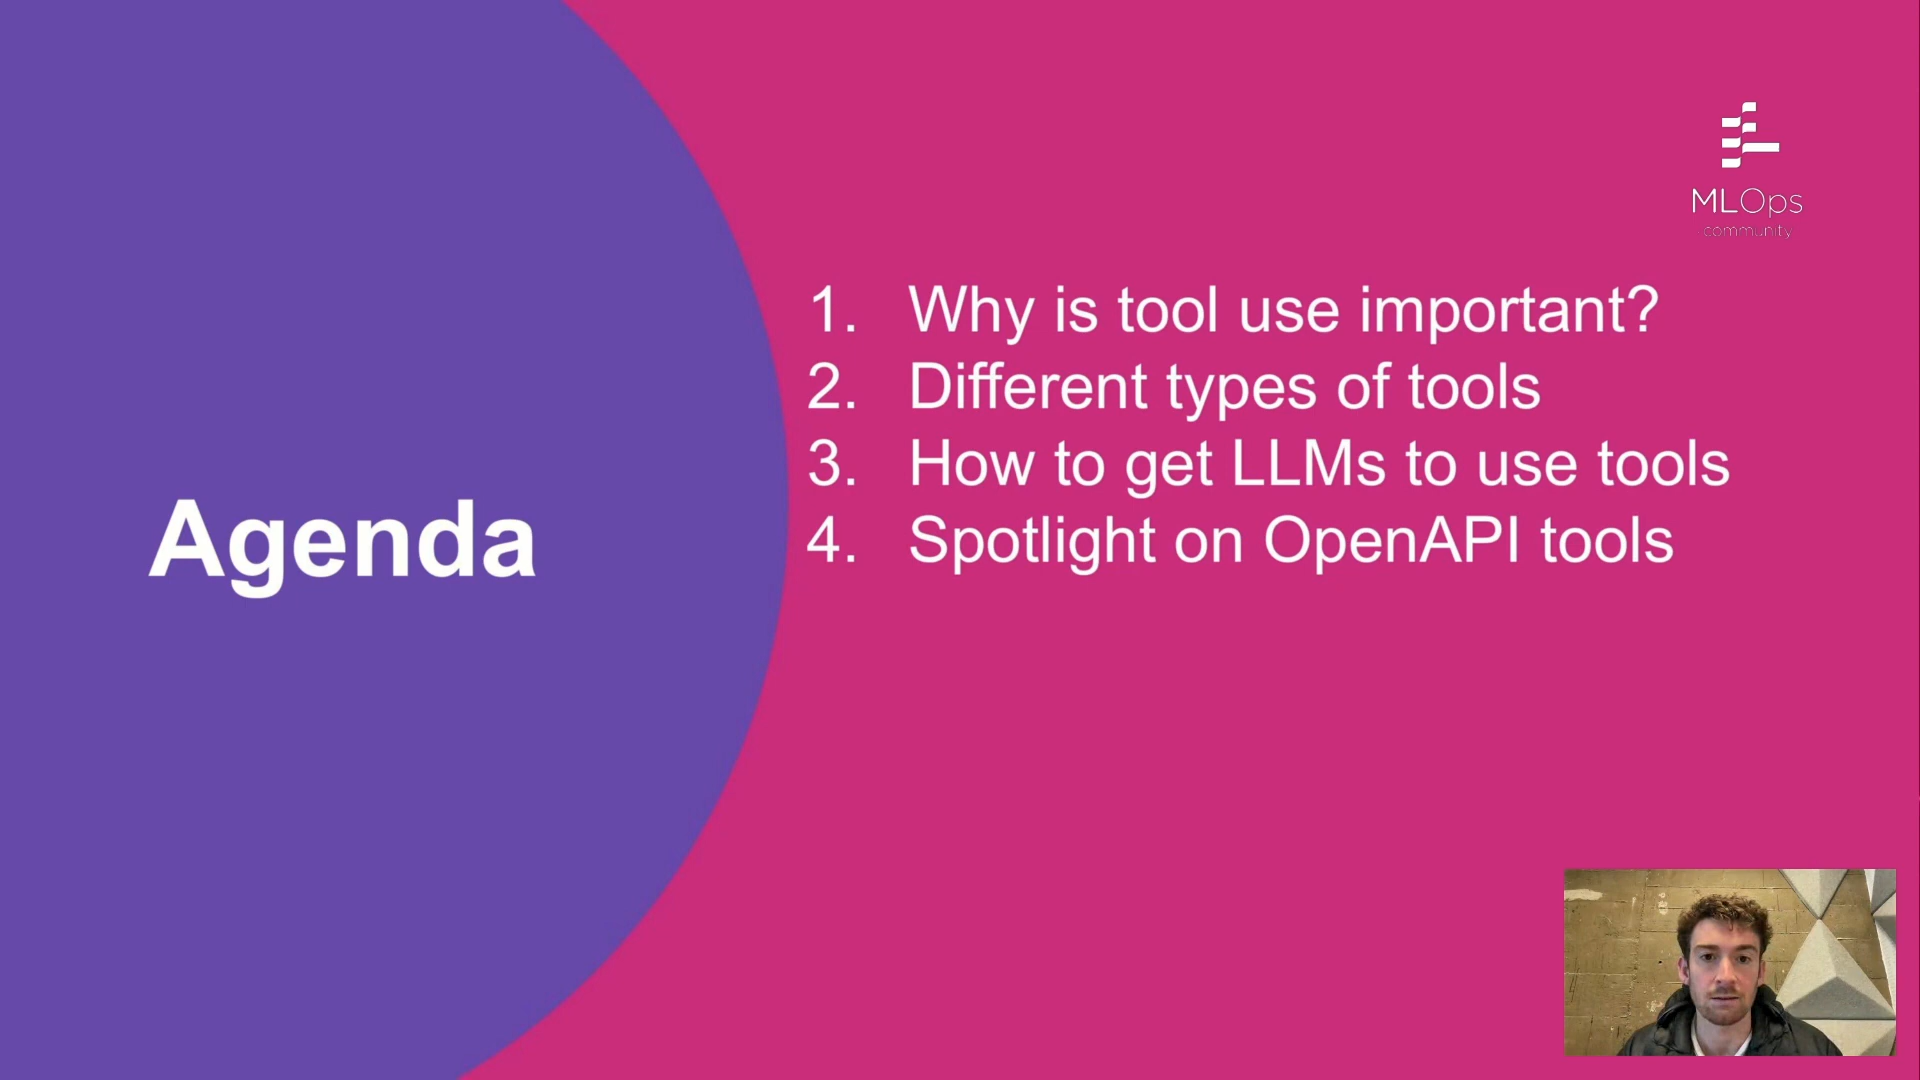 MLOps
community
1. Why is tool use important?
2. Different types of tools
3. How to get LLMs to use tools
4. Spotlight on OpenAPI tools
Agenda